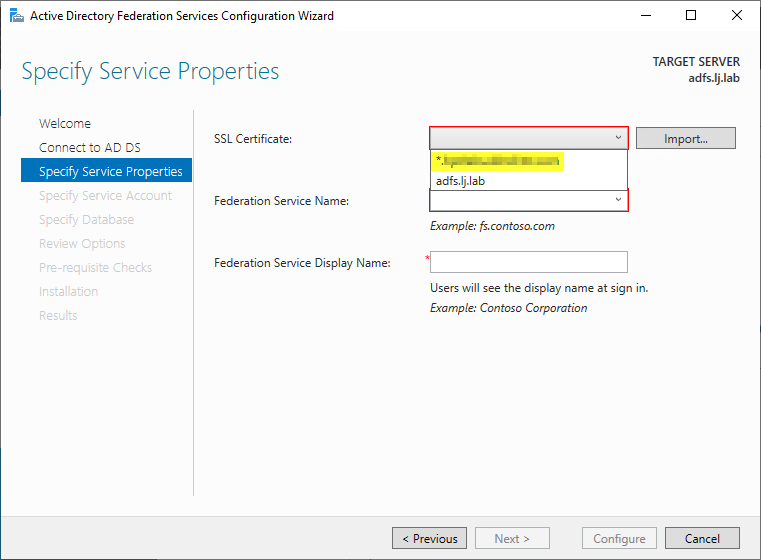 Active Directory Federation Services Configuration Wizard
Specify Service Properties
TARGET SERVER
adfs.lj.lab
Welcome
Connect to AD DS
Specify Service Properties
Specify Service Account
Specify Database
Review Options
Pre-requisite Checks
Installation
Results
SSL Certificate:
Import...
*.
adfs.lj.lab
Federation Service Name:
Example: fs.contoso.com
Federation Service Display Name:
*
Users will see the display name at sign in.
Example: Contoso Corporation
< Previous
Next >
Configure
Cancel